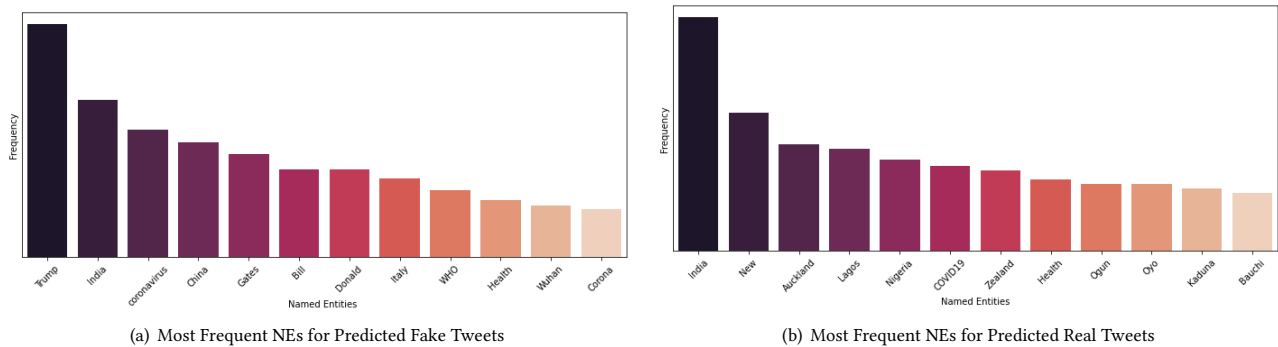 Frequency
Trump
India
coronavirus
China
Gates
Bill
Donald
Italy
WHO
Health
Wuhan
Corona
Named Entities
(a) Most Frequent NEs for Predicted Fake Tweets
Frequency
India
New
Auckland
Lagos
Nigeria
COVID19
Zealand
Health
Ogun
Oyo
Kaduna
Bauchi
Named Entities
(b) Most Frequent NEs for Predicted Real Tweets